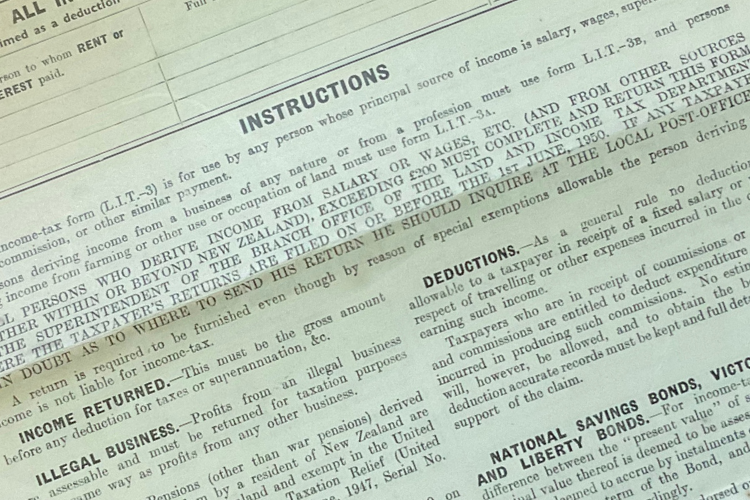 ALL
imed as a deduction
Full
rson to whom RENT or
EREST paid.
INSTRUCTIONS
ncome-tax form (L.I.T.–3) is for use by any person whose principal source of income is salary, wages, super
commission, or other similar payment.
sons deriving income from a business of any nature or from a profession must use form L.I.T.–3B, and persons
income from farming or other use or occupation of land must use form L.I.T.–3A.
L PERSONS WHO DERIVE INCOME FROM SALARY OR WAGES, ETC. (AND FROM OTHER SOURCES
THER WITHIN OR BEYOND NEW ZEALAND), EXCEEDING £200 MUST COMPLETE AND RETURN THIS FORM
THE SUPERINTENDENT OF THE BRANCH OFFICE OF THE LAND AND INCOME TAX DEPARTMEN
ERE THE TAXPAYER'S RETURNS ARE FILED ON OR BEFORE THE 1ST JUNE, 1950. IF ANY TAXPAYE
IN DOUBT AS TO WHERE TO SEND HIS RETURN HE SHOULD INQUIRE AT THE LOCAL POST-OFFICE
A return is required to be furnished even though by reason of special exemptions allowable the person deriving
come is not liable for income-tax.
INCOME RETURNED.—This must be the gross amount
before any deduction for taxes or superannuation, &c.
ILLEGAL BUSINESS.—Profits from an illegal business
assessable and must be returned for taxation purposes
ame way as profits from any other business.
Pensions (other than war pensions) derived
by a resident of New Zealand are
land and exempt in the United
Taxation Relief (United
1947, Serial No.
on
DEDUCTIONS.—As a general rule no deductio
allowable to a taxpayer in receipt of a fixed salary or
respect of travelling or other expenses incurred in the
earning such income.
Taxpayers who are in receipt of commissions or
and commissions are entitled to deduct expenditure
incurred in producing such commissions. No estim
will, however, be allowed, and to obtain the b
deduction accurate records must be kept and full det
support of the claim.
NATIONAL SAVINGS BONDS, VICTO
AND LIBERTY BONDS.—For income-t
difference between the "present value" of s
ual value thereof is deemed to be asse
emed to accrue by instalments
of the Bond, and